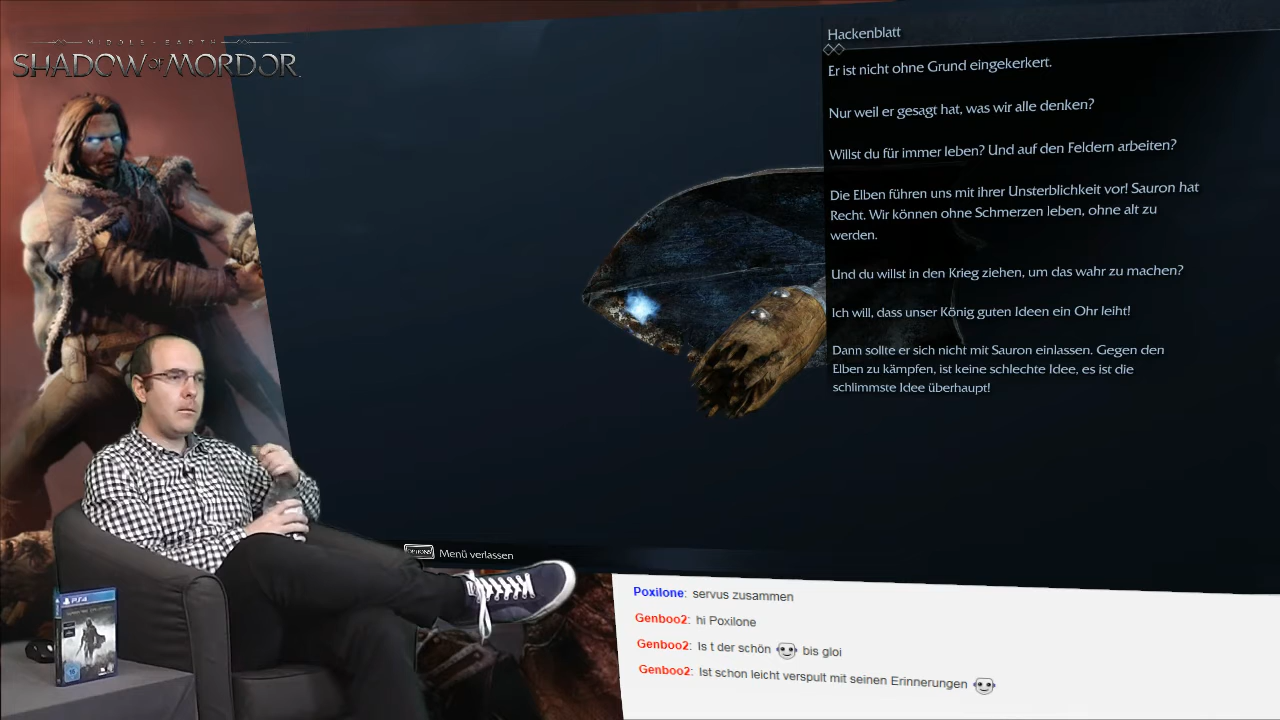 MIDDLE-EARTH
SHADOW OF MORDOR
Hackenblatt
Er ist nicht ohne Grund eingekerkert.
Nur weil er gesagt hat, was wir alle denken?
Willst du für immer leben? Und auf den Feldern arbeiten?
Die Elben führen uns mit ihrer Unsterblichkeit vor! Sauron hat
Recht. Wir können ohne Schmerzen leben, ohne alt zu
werden.
Und du willst in den Krieg ziehen, um das wahr zu machen?
Ich will, dass unser König guten Ideen ein Ohr leiht!
Dann sollte er sich nicht mit Sauron einlassen. Gegen den
Elben zu kämpfen, ist keine schlechte Idee, es ist die
schlimmste Idee überhaupt!
OPTIONS Menü verlassen
Poxilone: servus zusammen
Genboo2: hi Poxilone
Genboo2: Is t der schön bis gloi
Genboo2: Ist schon leicht verspult mit seinen Erinnerungen
PS4